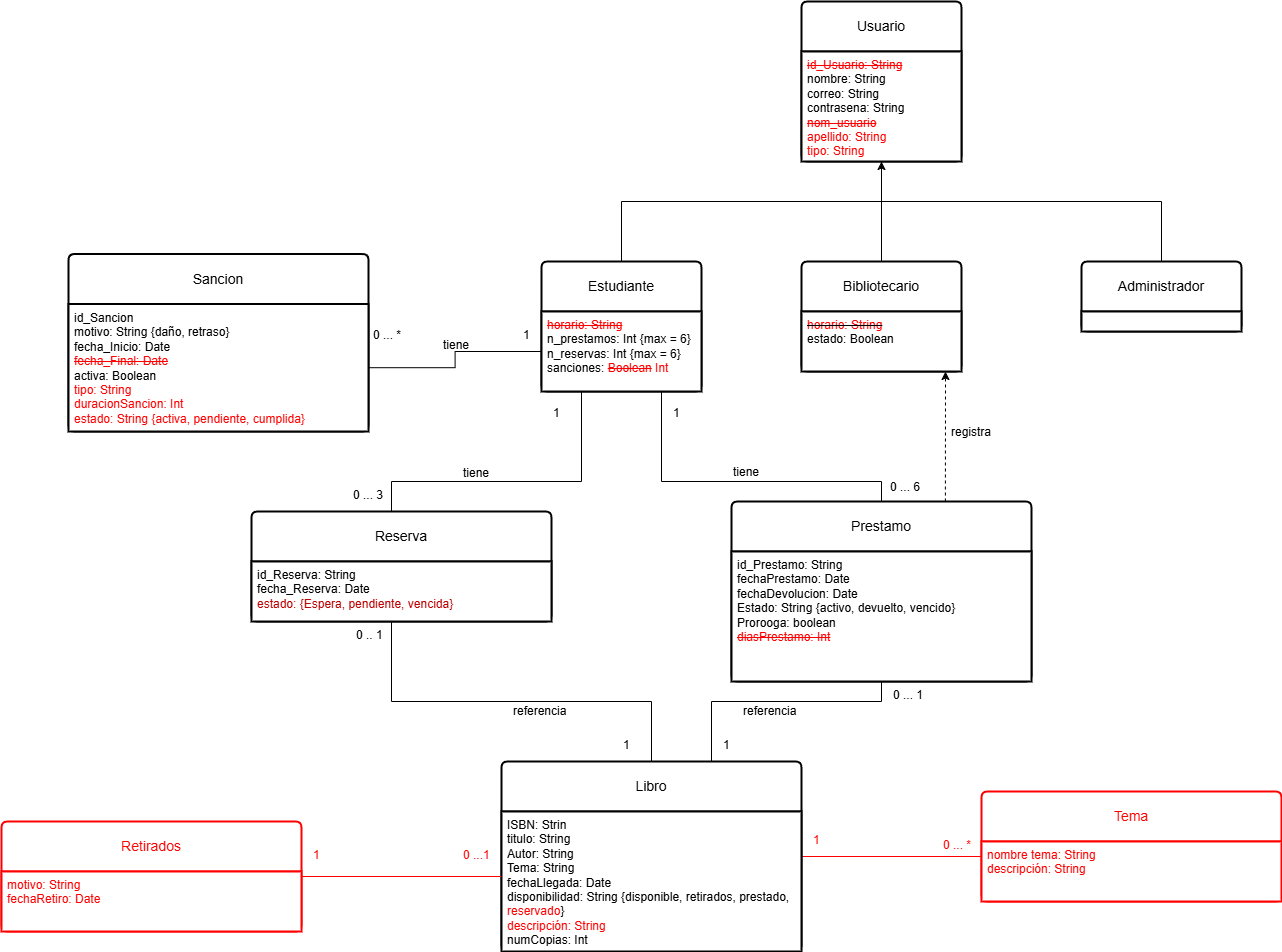 Usuario
id_Usuario: String
nombre: String
correo: String
contrasena: String
nom_usuario
apellido: String
tipo: String
Sancion
id_Sancion
motivo: String {daño, retraso}
fecha_Inicio: Date
fecha_Final: Date
activa: Boolean
tipo: String
duracionSancion: Int
estado: String {activa, pendiente, cumplida}
0 ... *
tiene
1
Estudiante
horario: String
n_prestamos: Int {max = 6}
n_reservas: Int {max = 6}
sanciones: Boolean Int
Bibliotecario
horario: String
estado: Boolean
Administrador
1
1
registra
tiene
tiene
0 ... 3
0 ... 6
Reserva
id_Reserva: String
fecha_Reserva: Date
estado: {Espera, pendiente, vencida}
Prestamo
id_Prestamo: String
fechaPrestamo: Date
fechaDevolucion: Date
Estado: String {activo, devuelto, vencido}
Prorooga: boolean
diasPrestamo: Int
0 .. 1
0 ... 1
referencia
referencia
1
1
Libro
ISBN: Strin
titulo: String
Autor: String
Tema: String
fechaLlegada: Date
disponibilidad: String {disponible, retirados, prestado,
reservado}
descripción: String
numCopias: Int
Retirados
motivo: String
fechaRetiro: Date
1
0 ...1
1
0 ... *
Tema
nombre tema: String
descripción: String